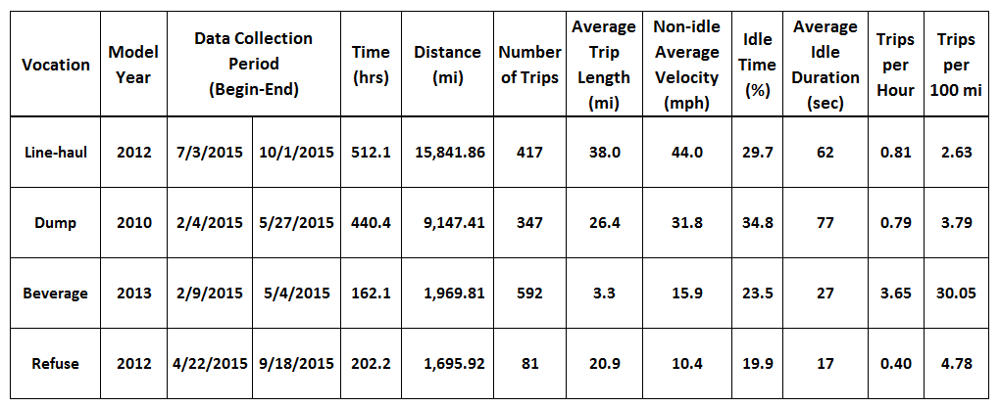 Vocation Model Year Data Collection Period (Begin-End) Time (hrs) Distance (mi) Number of Trips Average Trip Length (mi) Non-idle Average Velocity (mph) Idle Time (%) Average Idle Duration (sec) Trips per Hour Trips per 100 mi
Line-haul 2012 7/3/2015 10/1/2015 512.1 15,841.86 417 38.0 44.0 29.7 62 0.81 2.63
Dump 2010 2/4/2015 5/27/2015 440.4 9,147.41 347 26.4 31.8 34.8 77 0.79 3.79
Beverage 2013 2/9/2015 5/4/2015 162.1 1,969.81 592 3.3 15.9 23.5 27 3.65 30.05
Refuse 2012 4/22/2015 9/18/2015 202.2 1,695.92 81 20.9 10.4 19.9 17 0.40 4.78